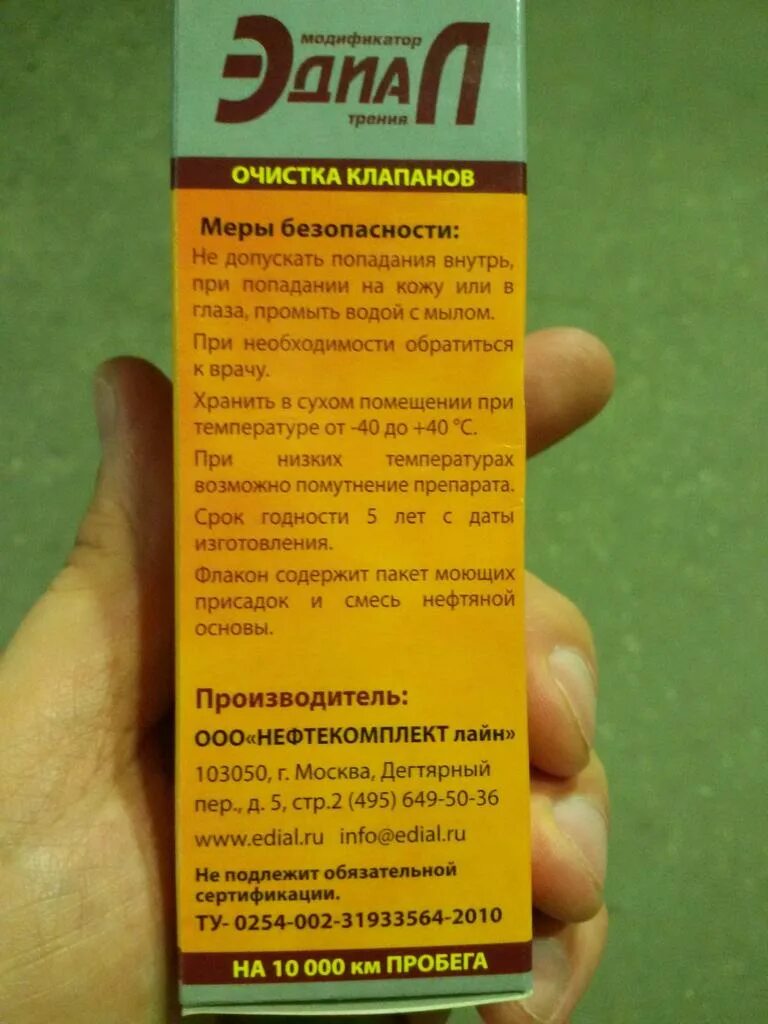 модификатор
ЭДИАЛ
трения
ОЧИСТКА КЛАПАНОВ
Меры безопасности:
Не допускать попадания внутрь,
при попадании на кожу или в
глаза, промыть водой с мылом.
При необходимости обратиться
к врачу.
Хранить в сухом помещении при
температуре от -40 до +40 °С.
При низких температурах
возможно помутнение препарата.
Срок годности 5 лет с даты
изготовления.
Флакон содержит пакет моющих
присадок и смесь нефтяной
основы.
Производитель:
ООО«НЕФТЕКОМПЛЕКТ лайн»
103050, г. Москва, Дегтярный
пер., д. 5, стр.2 (495) 649-50-36
www.edial.ru info@edial.ru
Не подлежит обязательной
сертификации.
ТУ- 0254-002-31933564-2010
НА 10 000 км ПРОБЕГА